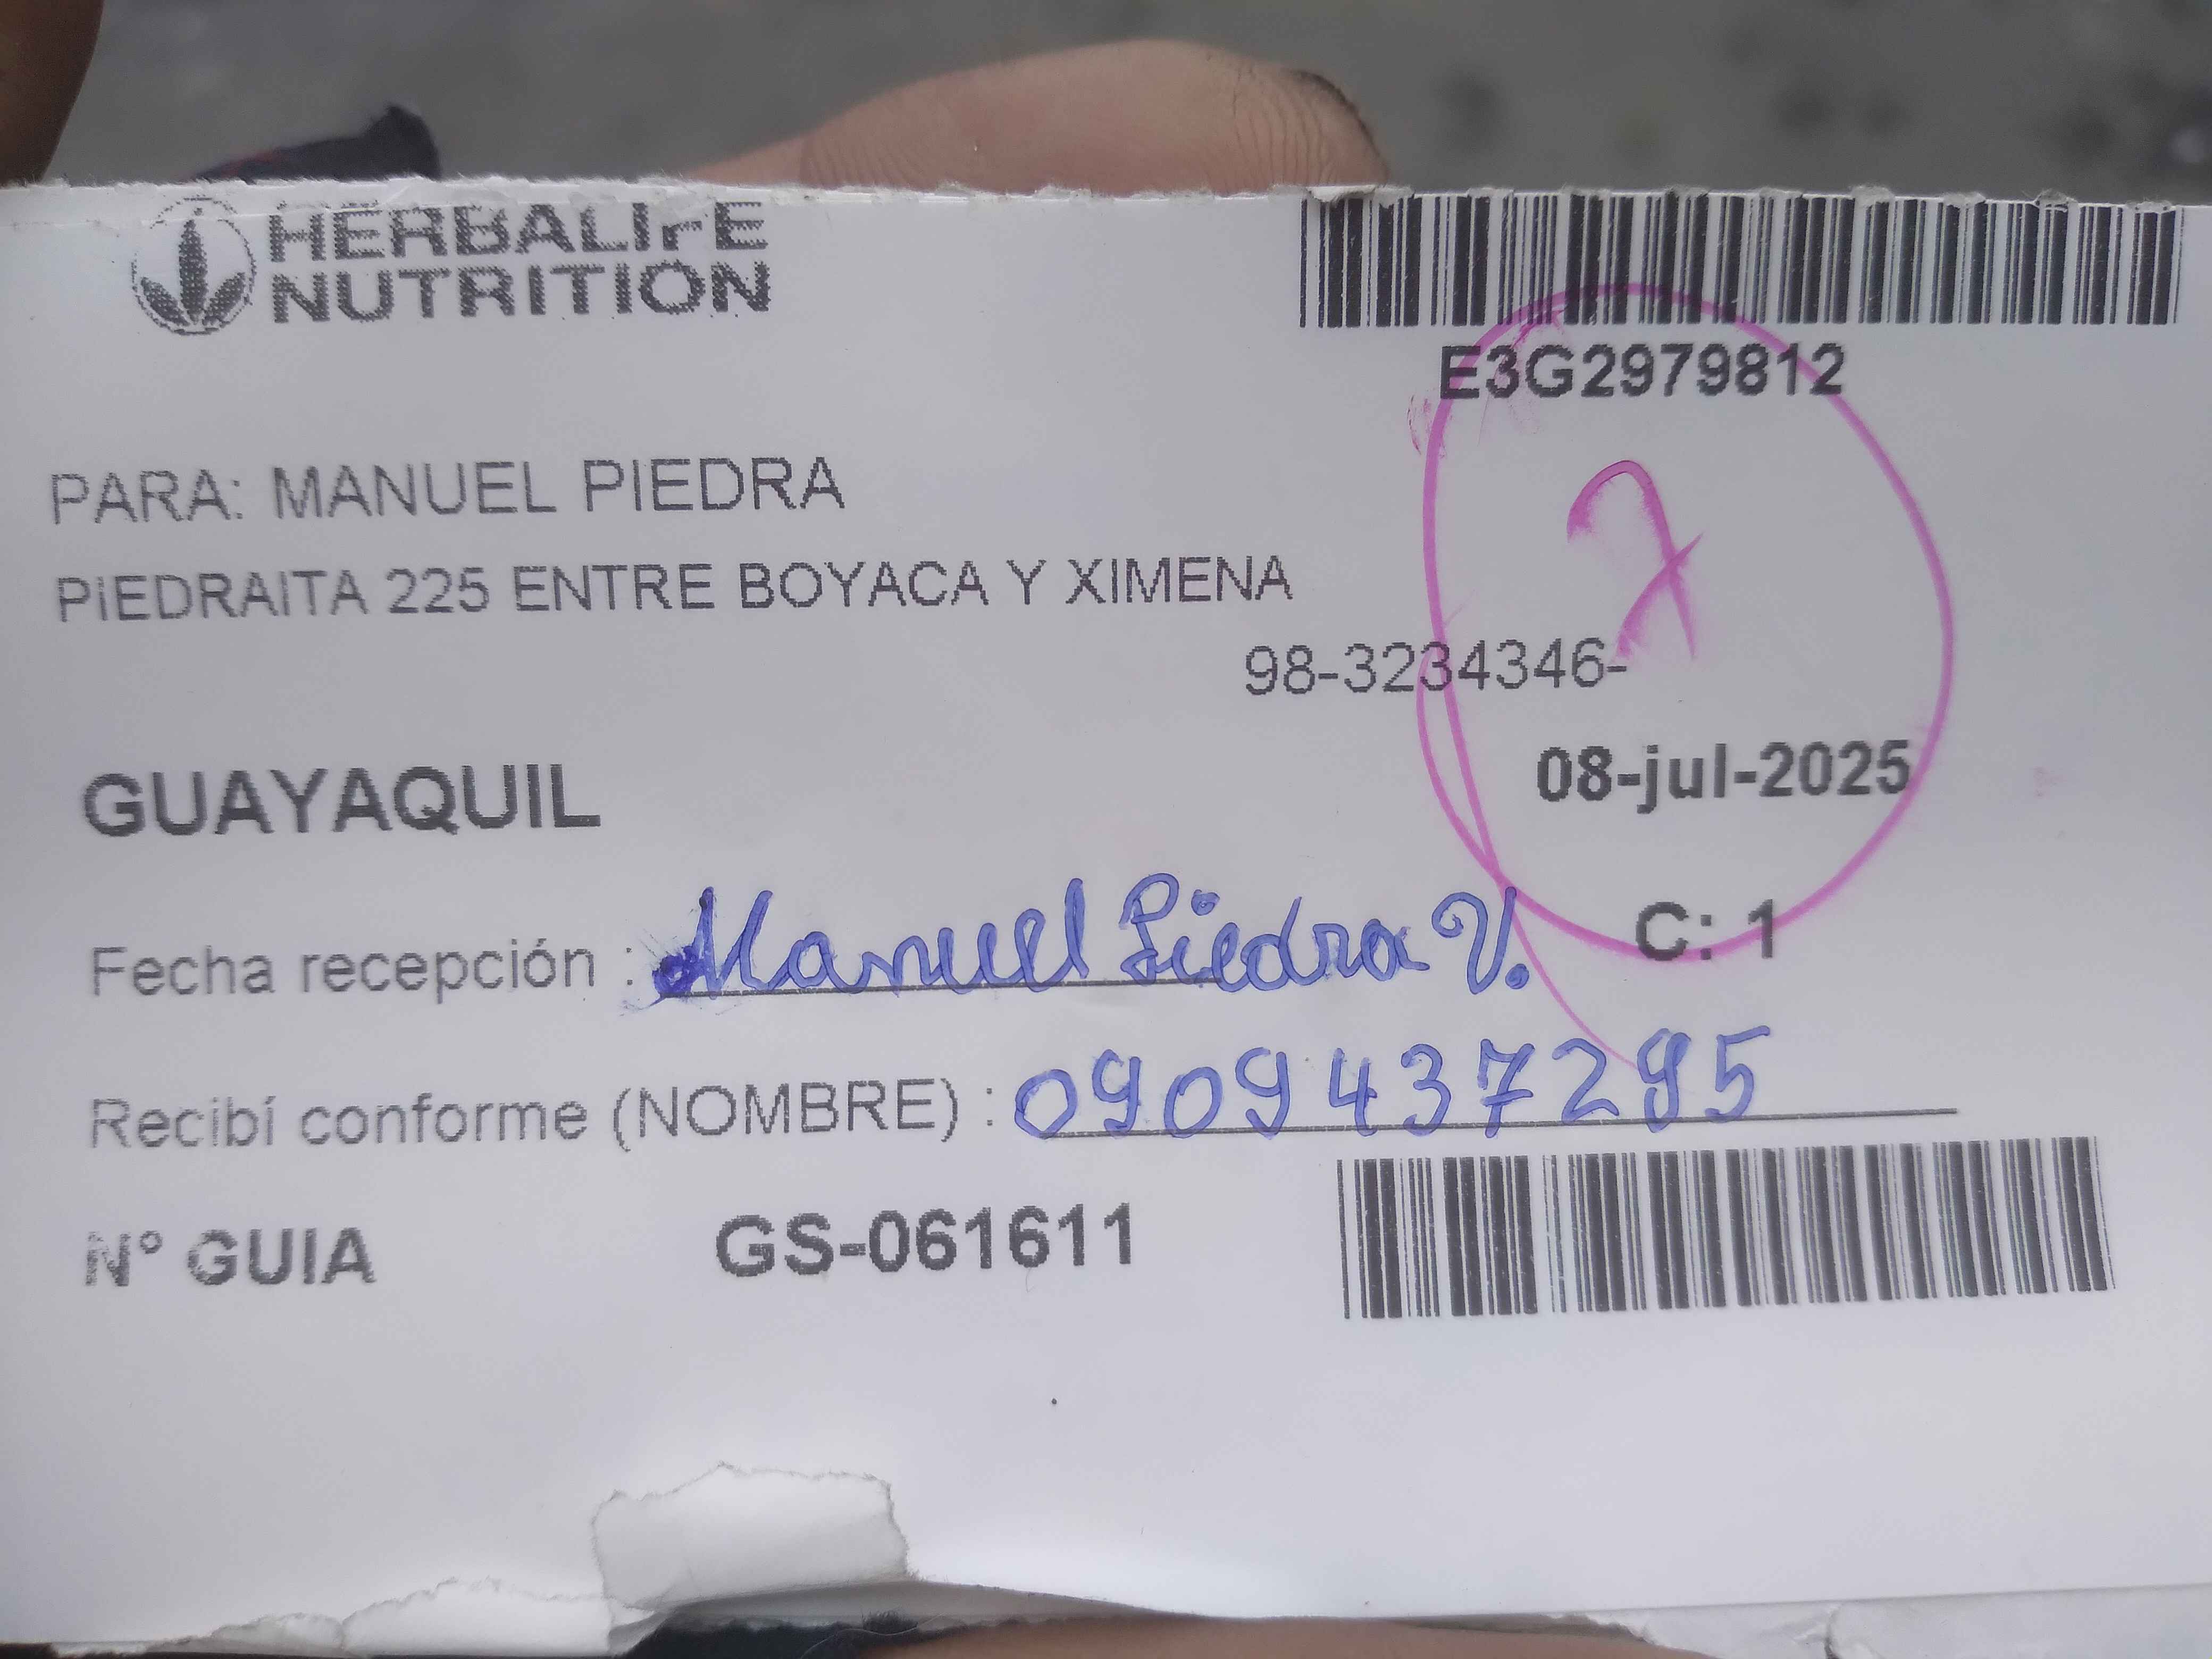 HERBALIFE
NUTRITION
E3G2979812
7
PARA: MANUEL PIEDRA
PIEDRAITA 225 ENTRE BOYACA Y XIMENA
98-3234346-
GUAYAQUIL
08-jul-2025
C: 1
Fecha recepción : Manuel Piedra V.
Recibí conforme (NOMBRE) : 0909437295
N° GUIA GS-061611